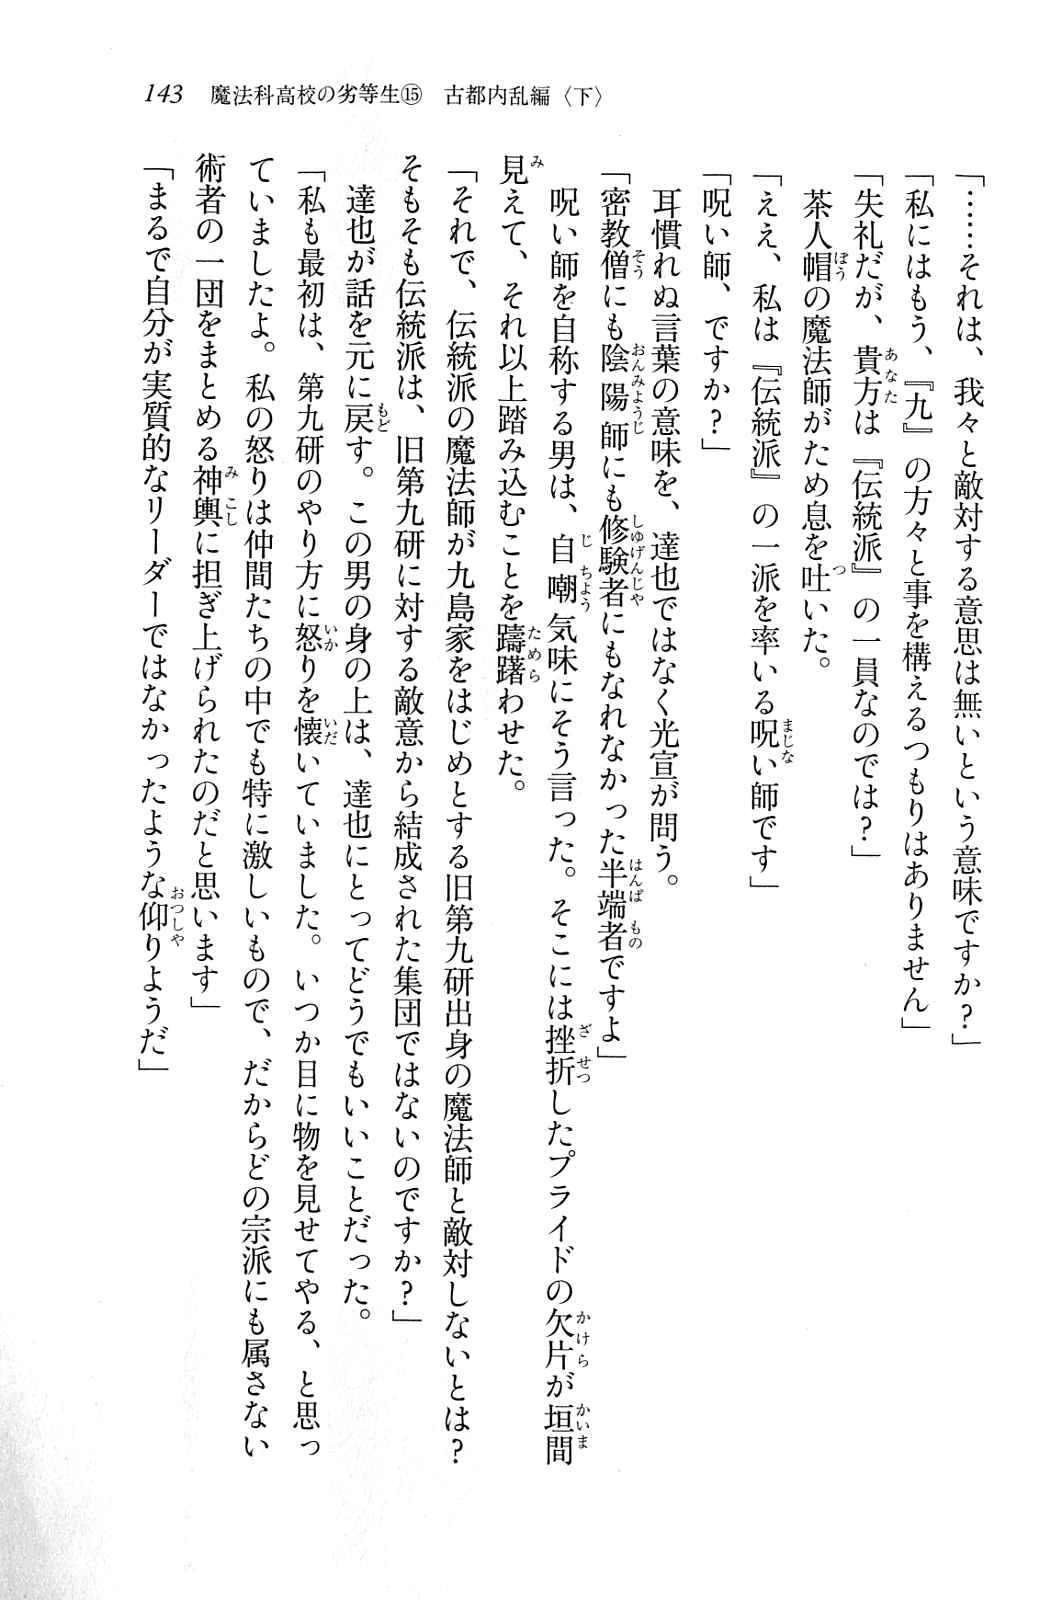 143　魔法科高校の劣等生⑮　古都内乱編〈下〉
「……それは、我々と敵対する意思は無いという意味ですか？」
「私にはもう、『九』の方々と事を構えるつもりはありません」
「失礼だが、貴方は『伝統派』の一員なのでは？」
茶人帽の魔法師がため息を吐いた。
「ええ、私は『伝統派』の一派を率いる呪い師です」
「呪い師、ですか？」
耳慣れぬ言葉の意味を、達也ではなく光宣が問う。
「密教僧にも陰陽師にも修験者にもなれなかった半端者ですよ」
呪い師を自称する男は、自嘲気味にそう言った。そこには挫折したプライドの欠片が垣間
見えて、それ以上踏み込むことを躊躇わせた。
「それで、伝統派の魔法師が九島家をはじめとする旧第九研出身の魔法師と敵対しないとは？
そもそも伝統派は、旧第九研に対する敵意から結成された集団ではないのですか？」
達也が話を元に戻す。この男の身の上は、達也にとってどうでもいいことだった。
「私も最初は、第九研のやり方に怒りを懐いていました。いつか目に物を見せてやる、と思っ
ていましたよ。私の怒りは仲間たちの中でも特に激しいもので、だからどの宗派にも属さない
術者の一団をまとめる神輿に担ぎ上げられたのだと思います」
「まるで自分が実質的なリーダーではなかったような仰りようだ」